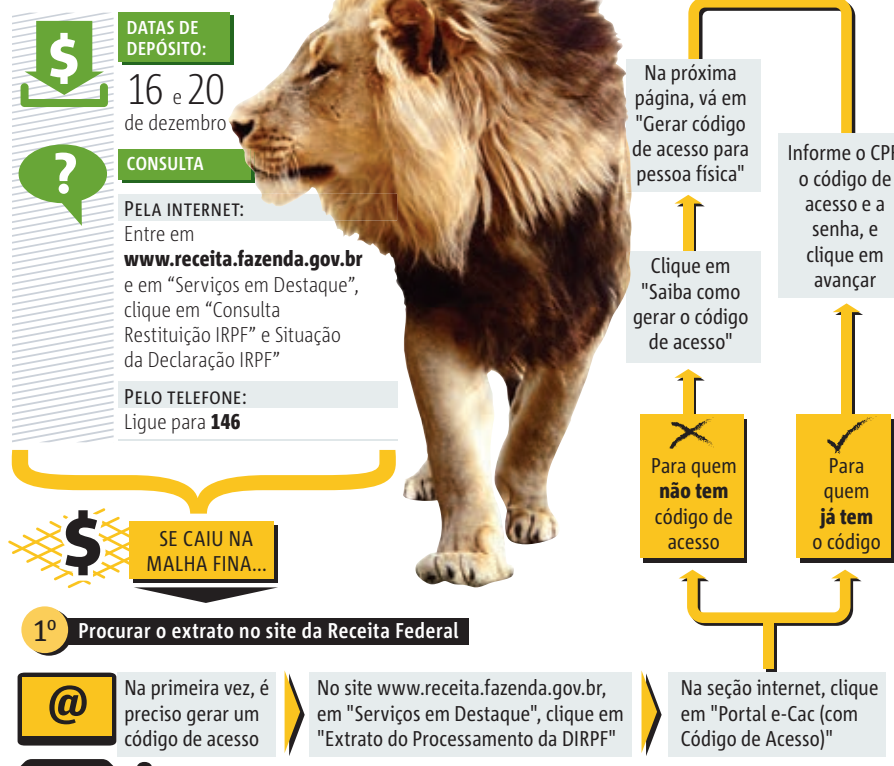 $
DATAS DE
DEPÓSITO:
16 e 20
de dezembro
?
CONSULTA
PELA INTERNET:
Entre em
www.receita.fazenda.gov.br
e em “Serviços em Destaque”,
clique em “Consulta
Restituição IRPF” e Situação
da Declaração IRPF”
PELO TELEFONE:
Ligue para 146
$
SE CAIU NA
MALHA FINA...
1º Procurar o extrato no site da Receita Federal
@
Na primeira vez, é
preciso gerar um
código de acesso
No site www.receita.fazenda.gov.br,
em "Serviços em Destaque", clique em
"Extrato do Processamento da DIRPF"
Na seção internet, clique
em "Portal e-Cac (com
Código de Acesso)"
Para quem
não tem
código de
acesso
Clique em
"Saiba como
gerar o código
de acesso"
Na próxima
página, vá em
"Gerar código
de acesso para
pessoa física"
Para
quem
já tem
o código
Informe o CPF
o código de
acesso e a
senha, e
clique em
avançar